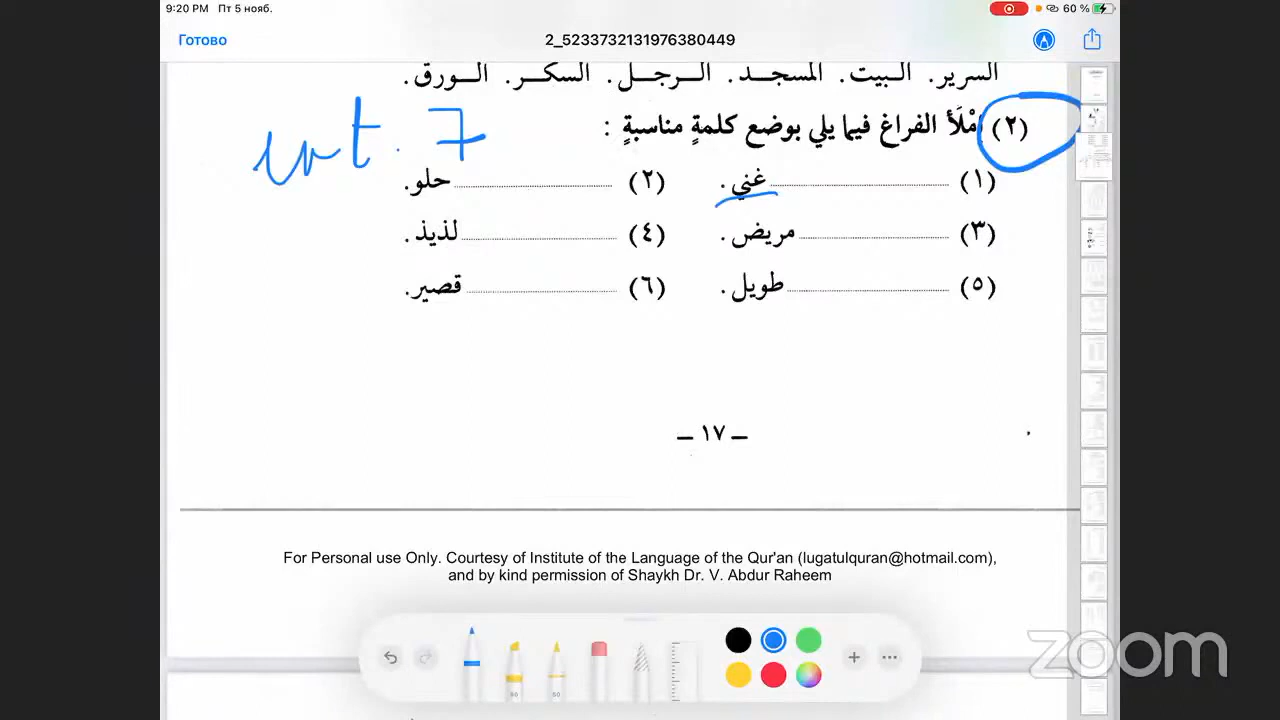 9:20 PM Пт 5 нояб. 60 %
Готово 2_5233732131976380449
السرير. البيت. المسجد. الرجل. السكر. الورق.
(٢) مْلَأ الفراغ فيما يلي بوضع كلمةٍ مناسبةٍ :
7
(١) ........ غني. (٢) ........ حلو.
(٣) ........ مريض. (٤) ........ لذيذ.
(٥) ........ طويل. (٦) ........ قصير.
– ١٧ –
For Personal use Only. Courtesy of Institute of the Language of the Qur'an (lugatulquran@hotmail.com),
and by kind permission of Shaykh Dr. V. Abdur Raheem
zoom